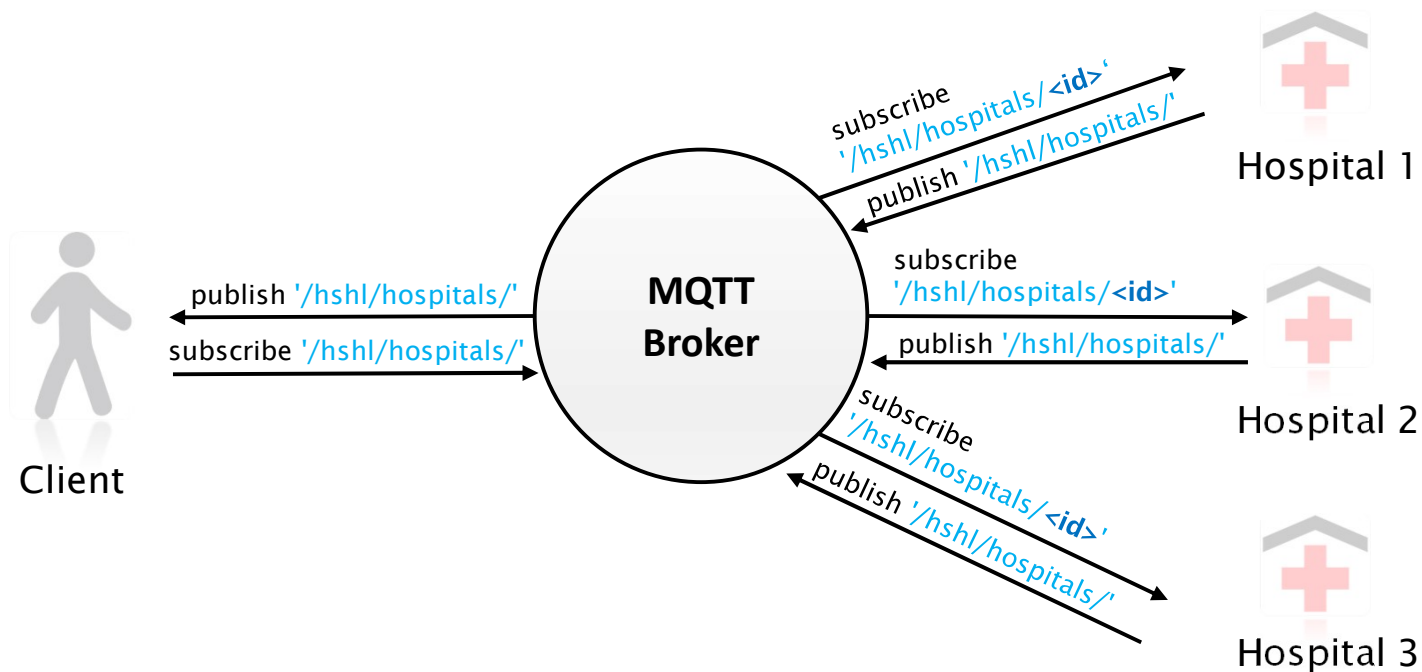 subscribe
'/hshl/hospitals/<id>'
publish '/hshl/hospitals/'
Hospital 1
publish '/hshl/hospitals/'
subscribe '/hshl/hospitals/'
Client
MQTT
Broker
subscribe
'/hshl/hospitals/<id>'
publish '/hshl/hospitals/'
Hospital 2
subscribe
'/hshl/hospitals/<id>'
publish '/hshl/hospitals/'
Hospital 3